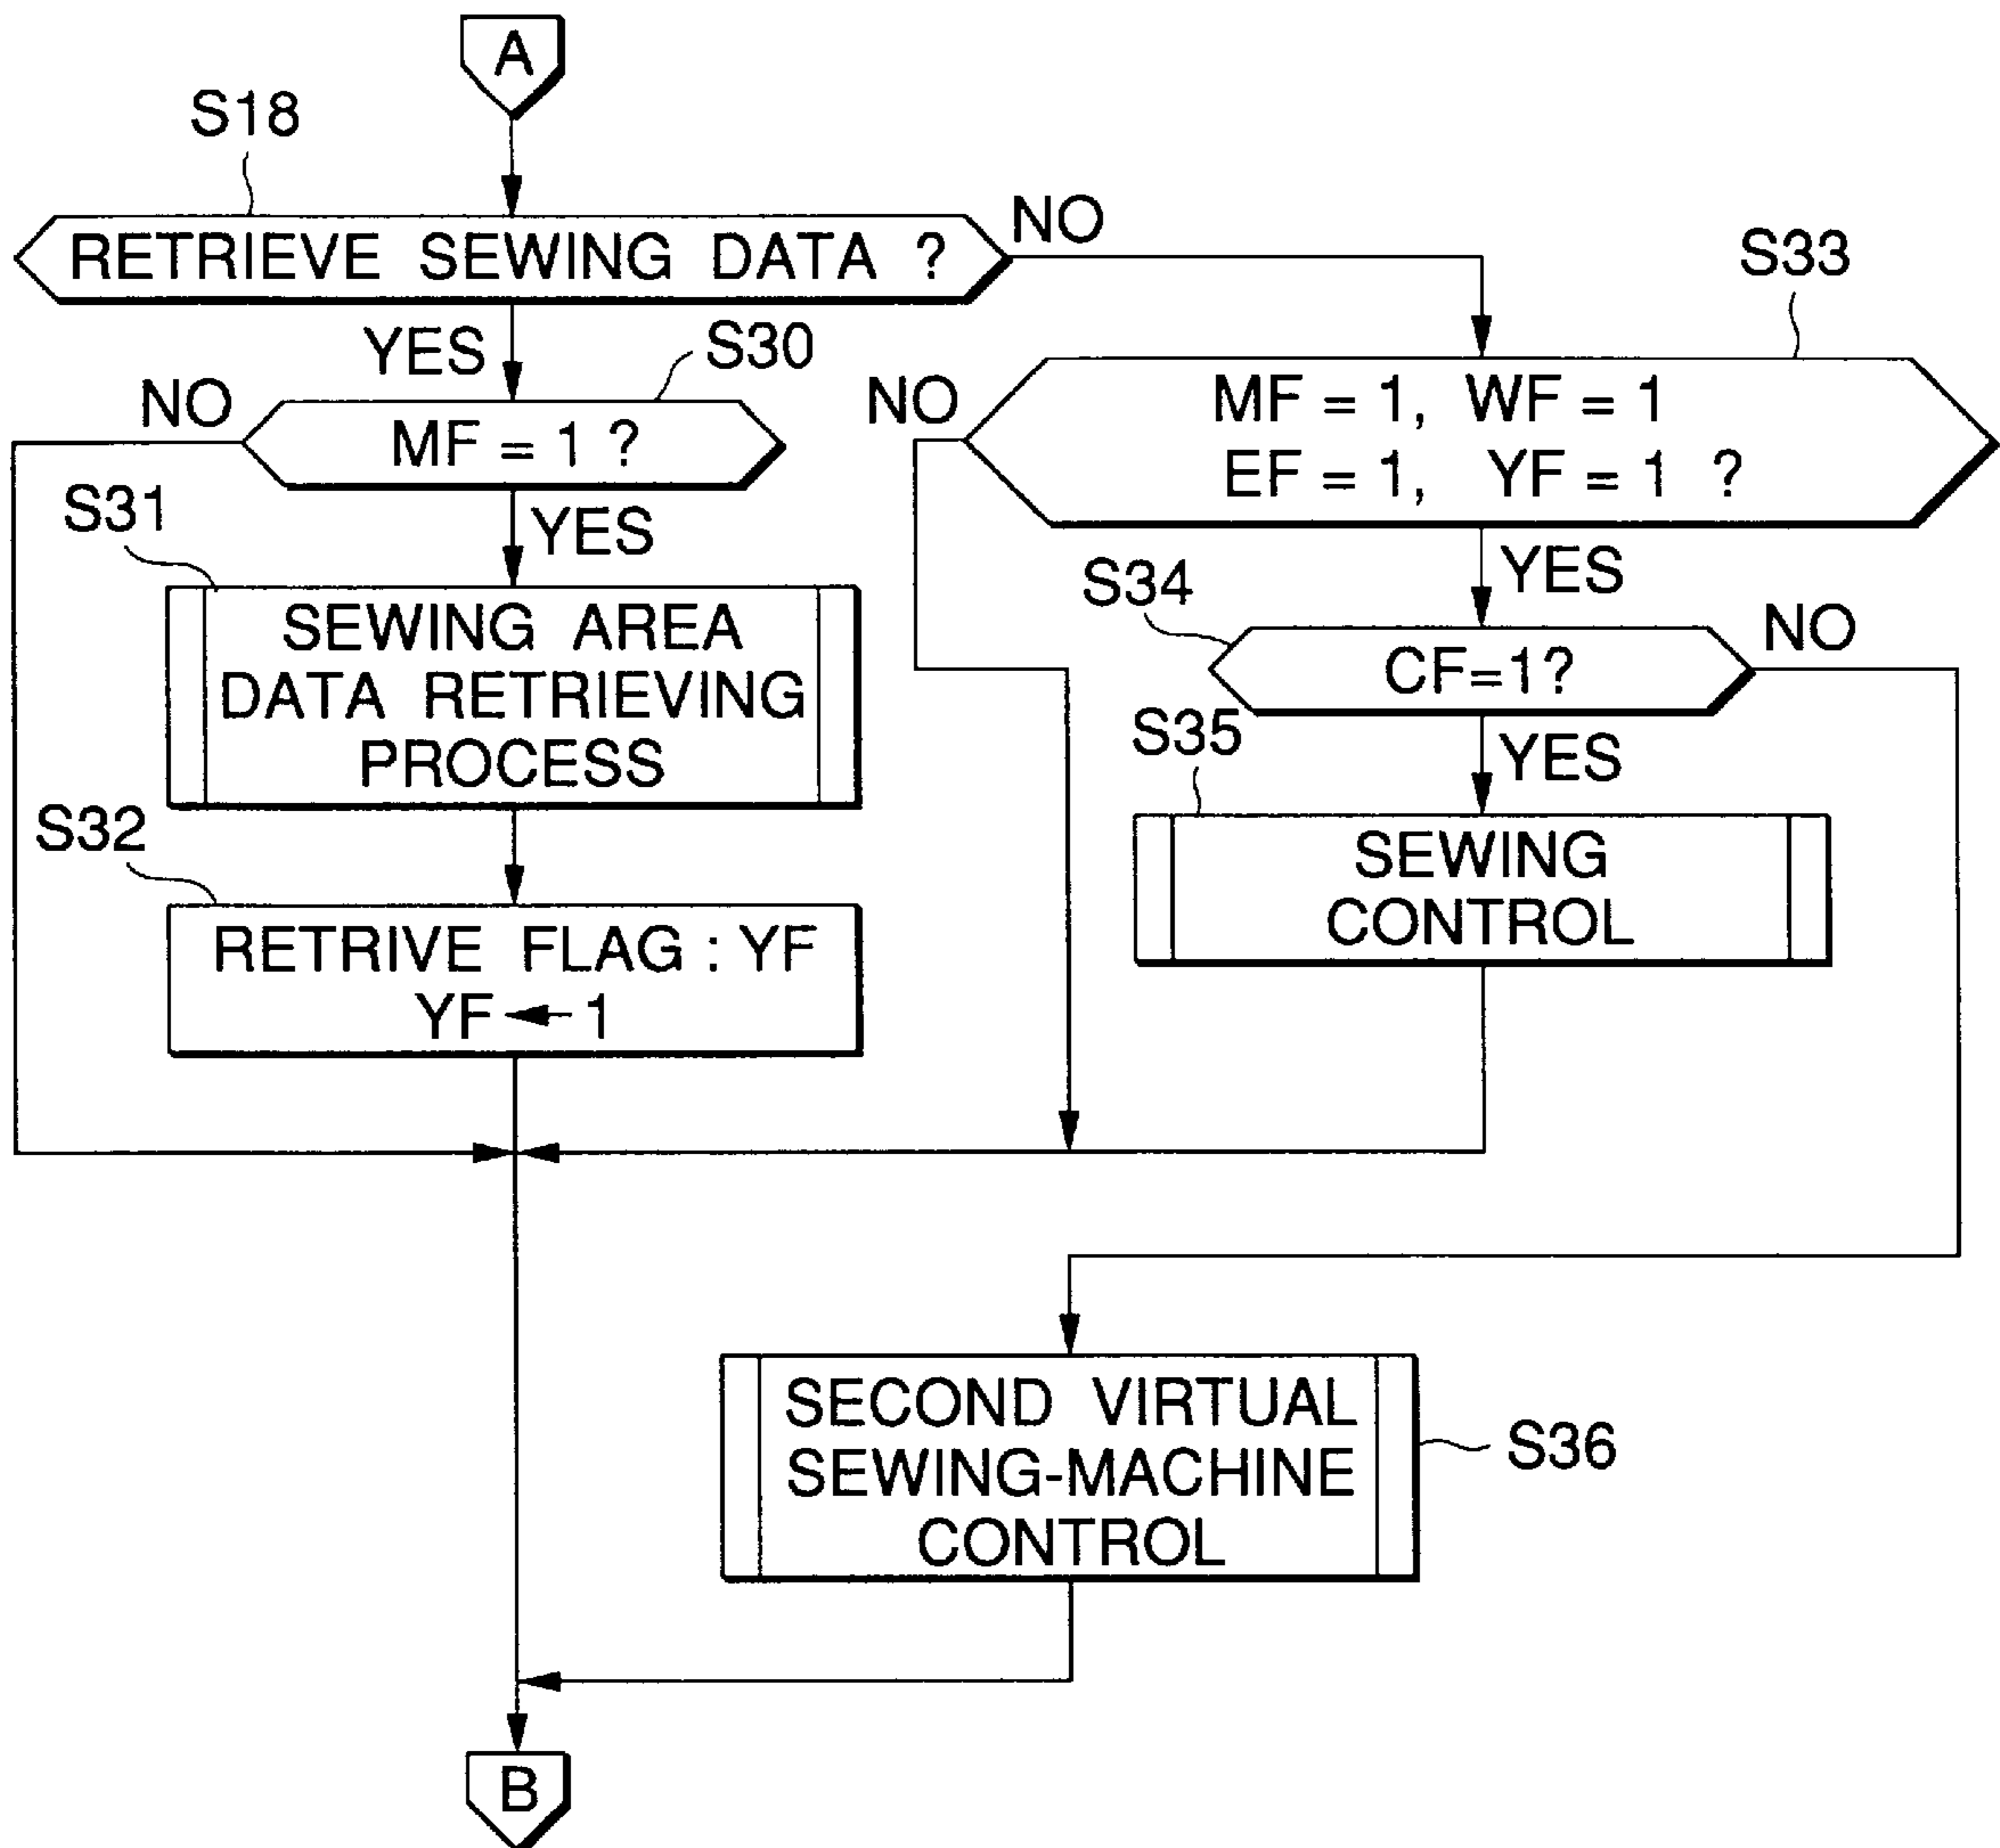 A
S18
RETRIEVE SEWING DATA ?
NO
YES
S30
NO
MF = 1 ?
YES
S31
SEWING AREA
DATA RETRIEVING
PROCESS
S32
RETRIVE FLAG : YF
YF ← 1
S33
NO
MF = 1, WF = 1
EF = 1, YF = 1 ?
YES
S34
CF=1?
NO
YES
S35
SEWING
CONTROL
SECOND VIRTUAL
SEWING-MACHINE
CONTROL
S36
B